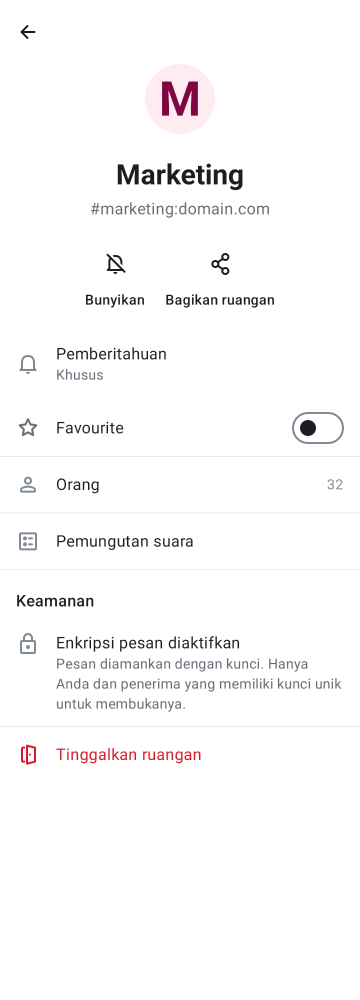 M
Marketing
#marketing:domain.com
Bunyikan
Bagikan ruangan
Pemberitahuan
Khusus
Favourite
Orang
32
Pemungutan suara
Keamanan
Enkripsi pesan diaktifkan
Pesan diamankan dengan kunci. Hanya
Anda dan penerima yang memiliki kunci unik
untuk membukanya.
Tinggalkan ruangan